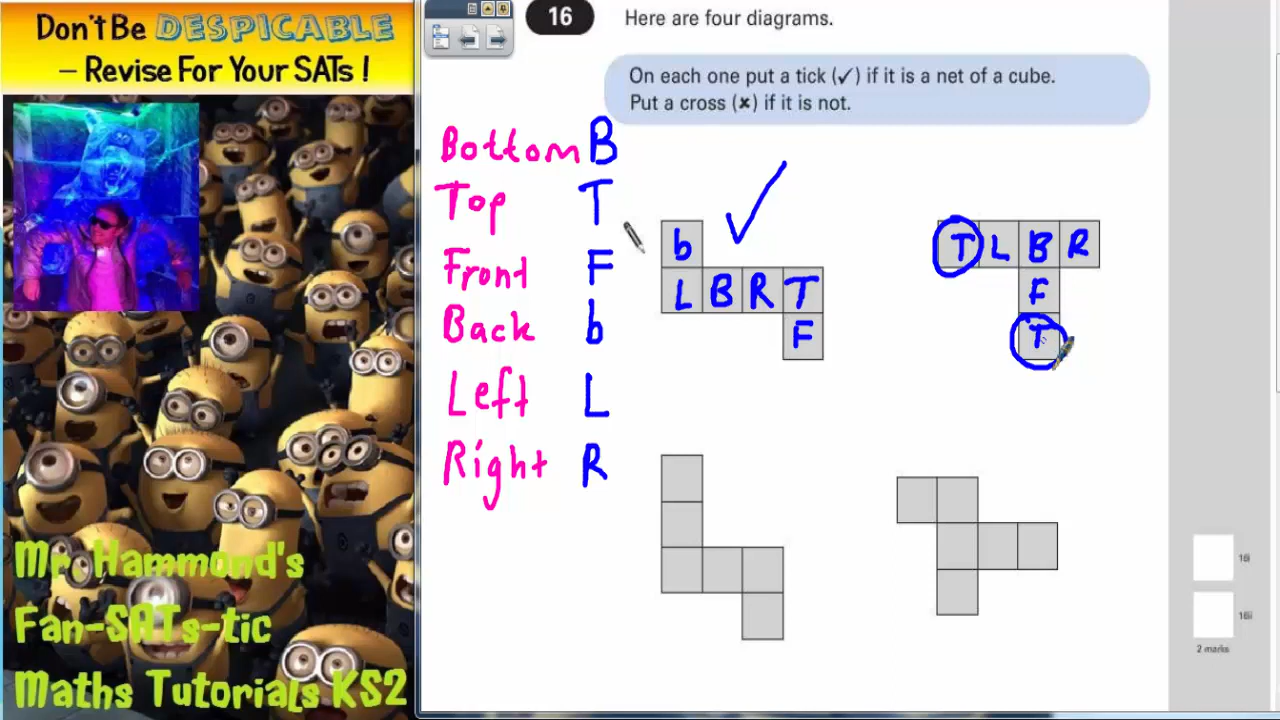 Don't Be DESPICABLE
– Revise For Your SATs !
Mr. Hammond's
Fan-SATs-tic
Maths Tutorials KS2
16 Here are four diagrams.
On each one put a tick (✓) if it is a net of a cube.
Put a cross (✘) if it is not.
Bottom B
Top T
Front F
Back b
Left L
Right R
b
L B R T
F
T L B R
F
T
16i
16ii
2 marks